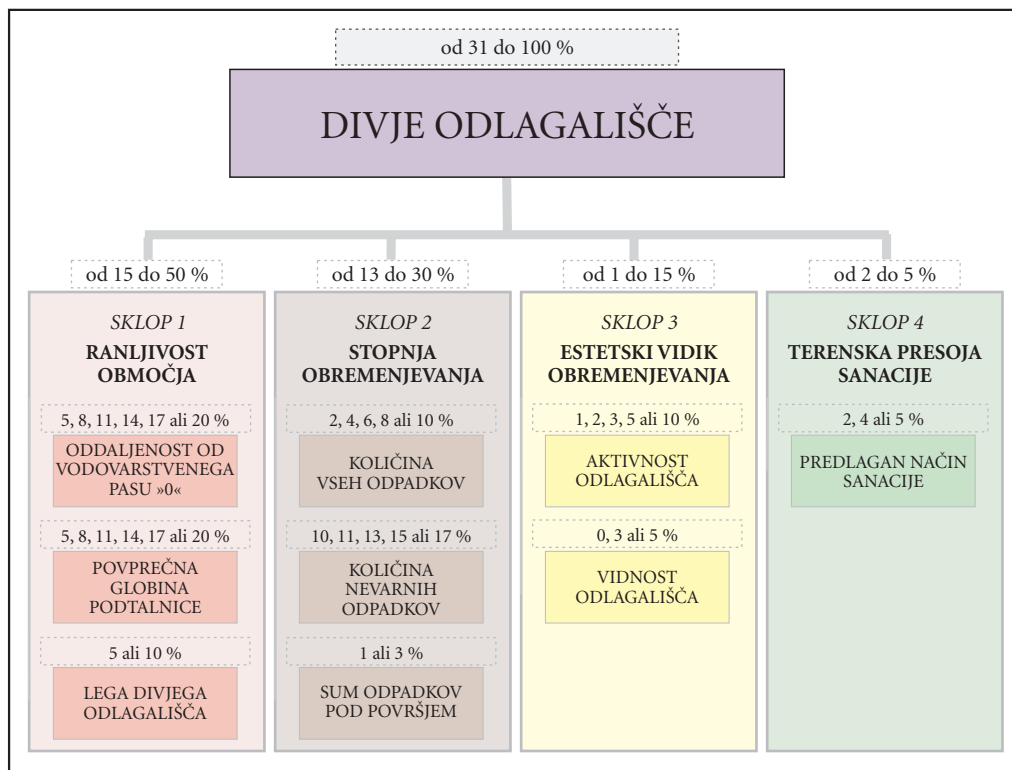 od 31 do 100 %
DIVJE ODLAGALIŠČE
od 15 do 50 %
SKLOP 1
RANLJIVOST
OBMOČJA
5, 8, 11, 14, 17 ali 20 %
ODDALJENOST OD
VODOVARSTVENEGA
PASU »0«
5, 8, 11, 14, 17 ali 20 %
POVPREČNA
GLOBINA
PODTALNICE
5 ali 10 %
LEGA DIVJEGA
ODLAGALIŠČA
od 13 do 30 %
SKLOP 2
STOPNJA
OBREMENJEVANJA
2, 4, 6, 8 ali 10 %
KOLIČINA
VSEH ODPADKOV
10, 11, 13, 15 ali 17 %
KOLIČINA
NEVARNIH
ODPADKOV
1 ali 3 %
SUM ODPADKOV
POD POVRŠJEM
od 1 do 15 %
SKLOP 3
ESTETSKI VIDIK
OBREMENJEVANJA
1, 2, 3, 5 ali 10 %
AKTIVNOST
ODLAGALIŠČA
0, 3 ali 5 %
VIDNOST
ODLAGALIŠČA
od 2 do 5 %
SKLOP 4
TERENSKA PRESOJA
SANACIJE
2, 4 ali 5 %
PREDLAGAN NAČIN
SANACIJE